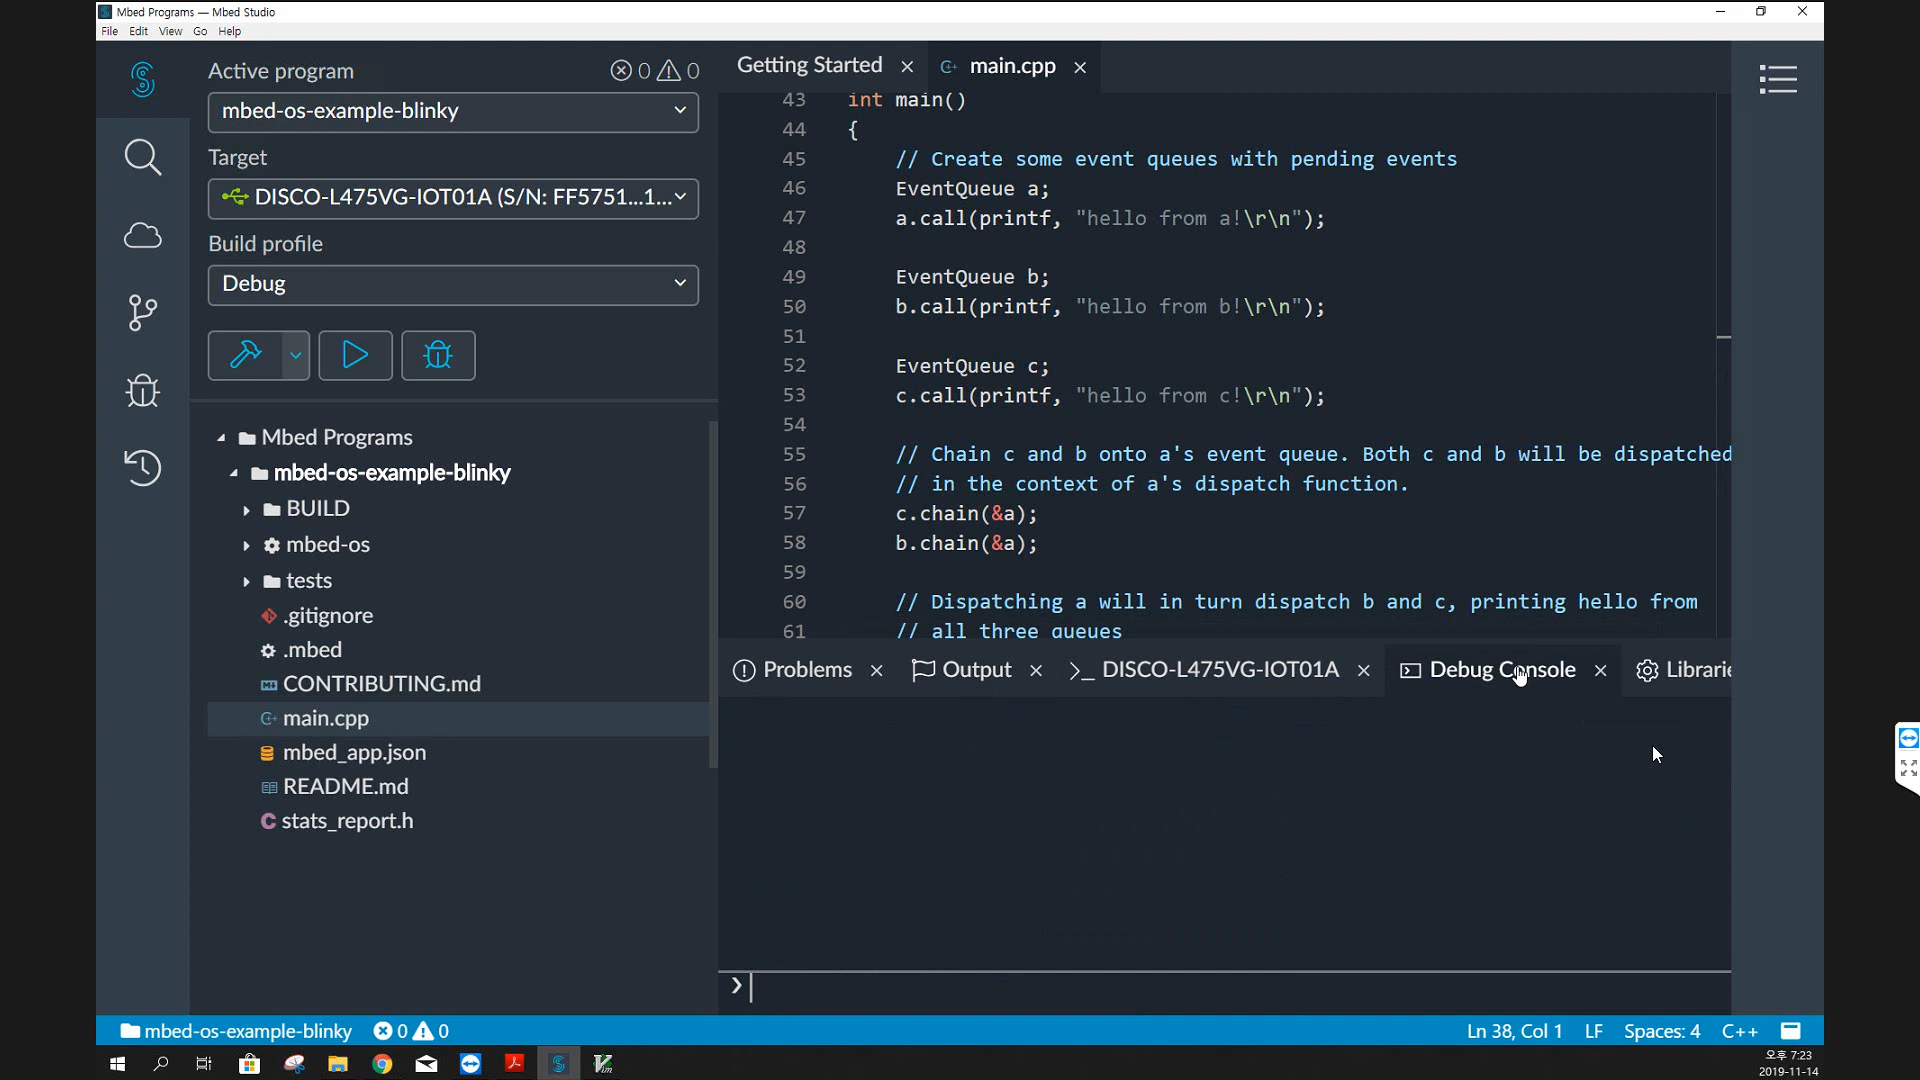 Mbed Programs — Mbed Studio
File Edit View Go Help
Active program
0 0
mbed-os-example-blinky
Target
DISCO-L475VG-IOT01A (S/N: FF5751...1...
Build profile
Debug
Mbed Programs
mbed-os-example-blinky
BUILD
mbed-os
tests
.gitignore
.mbed
CONTRIBUTING.md
main.cpp
mbed_app.json
README.md
stats_report.h
Getting Started
main.cpp
43 int main()
44 {
45 // Create some event queues with pending events
46 EventQueue a;
47 a.call(printf, "hello from a!\r\n");
48
49 EventQueue b;
50 b.call(printf, "hello from b!\r\n");
51
52 EventQueue c;
53 c.call(printf, "hello from c!\r\n");
54
55 // Chain c and b onto a's event queue. Both c and b will be dispatched
56 // in the context of a's dispatch function.
57 c.chain(&a);
58 b.chain(&a);
59
60 // Dispatching a will in turn dispatch b and c, printing hello from
61 // all three queues
Problems Output DISCO-L475VG-IOT01A Debug Console Librarie
mbed-os-example-blinky 0 0 Ln 38, Col 1 LF Spaces: 4 C++
오후 7:23
2019-11-14